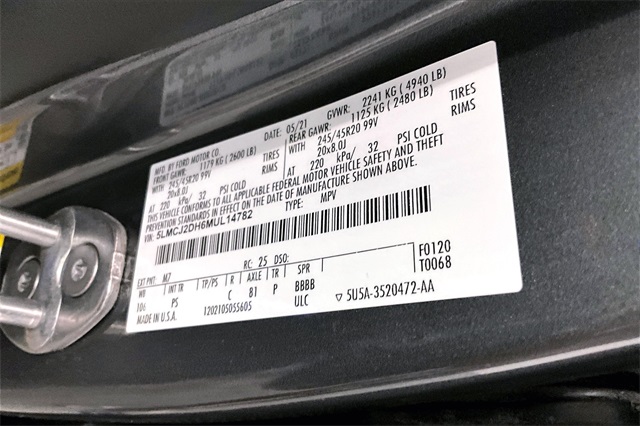 MFD. BY FORD MOTOR CO. DATE: 05/21 GVWR: 2241 KG ( 4940 LB)
FRONT GAWR: 1179 KG ( 2600 LB) REAR GAWR: 1125 KG ( 2480 LB)
WITH 245/45R20 99V TIRES WITH 245/45R20 99V TIRES
20x8.0J RIMS 20x8.0J RIMS
AT 220 kPa/ 32 PSI COLD AT 220 kPa/ 32 PSI COLD
THIS VEHICLE CONFORMS TO ALL APPLICABLE FEDERAL MOTOR VEHICLE SAFETY AND THEFT
PREVENTION STANDARDS IN EFFECT ON THE DATE OF MANUFACTURE SHOWN ABOVE.
5LMCJ2DH6MUL14782 TYPE: MPV
F0120
T0068
EXT PNT: M7 RC: 25 DSO:
WB INT TR TP/PS R AXLE TR SPR
106 PS C B1 P BBBB
MADE IN U.S.A. 1202105055605 ULC ▽ 5U5A-3520472-AA